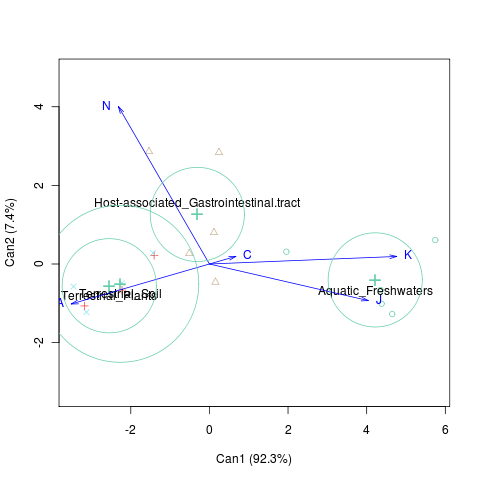 N
Host-associated_Gastrointestinal.tract
C
K
Aquatic_Freshwaters
J
Terrestrial_Soil
Terrestrial_Plant
A
4
2
0
-2
-2
0
2
4
6
Can1 (92.3%)
Can2 (7.4%)